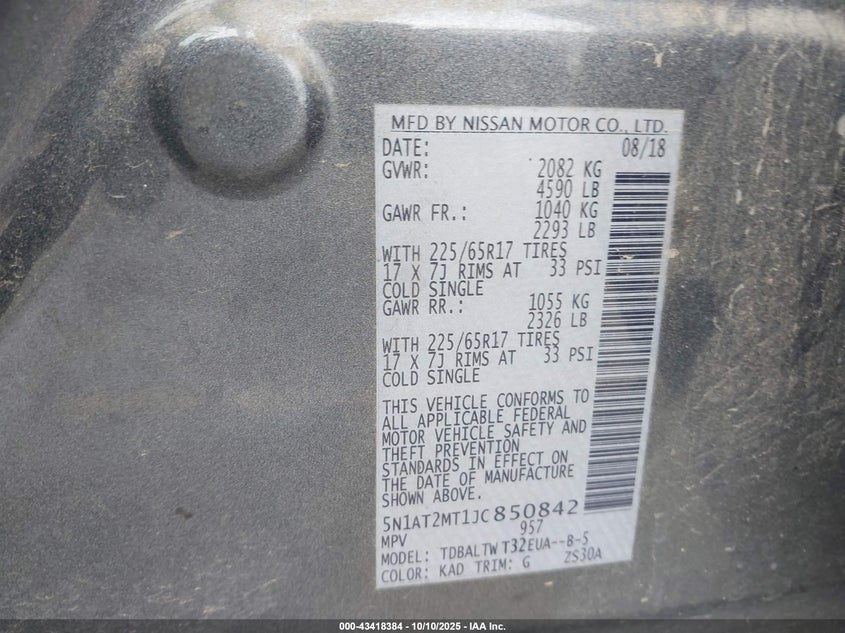 MFD BY NISSAN MOTOR CO., LTD.
DATE: 08/18
GVWR: 2082 KG
4590 LB
GAWR FR.: 1040 KG
2293 LB
WITH 225/65R17 TIRES
17 X 7J RIMS AT 33 PSI
COLD SINGLE
GAWR RR.: 1055 KG
2326 LB
WITH 225/65R17 TIRES
17 X 7J RIMS AT 33 PSI
COLD SINGLE
THIS VEHICLE CONFORMS TO
ALL APPLICABLE FEDERAL
MOTOR VEHICLE SAFETY AND
THEFT PREVENTION
STANDARDS IN EFFECT ON
THE DATE OF MANUFACTURE
SHOWN ABOVE.
5N1AT2MT1JC850842
MPV 957
MODEL: TDBALTW T32EUA--B-5
COLOR: KAD TRIM: G ZS30A
000-43418384 - 10/10/2025 - IAA Inc.